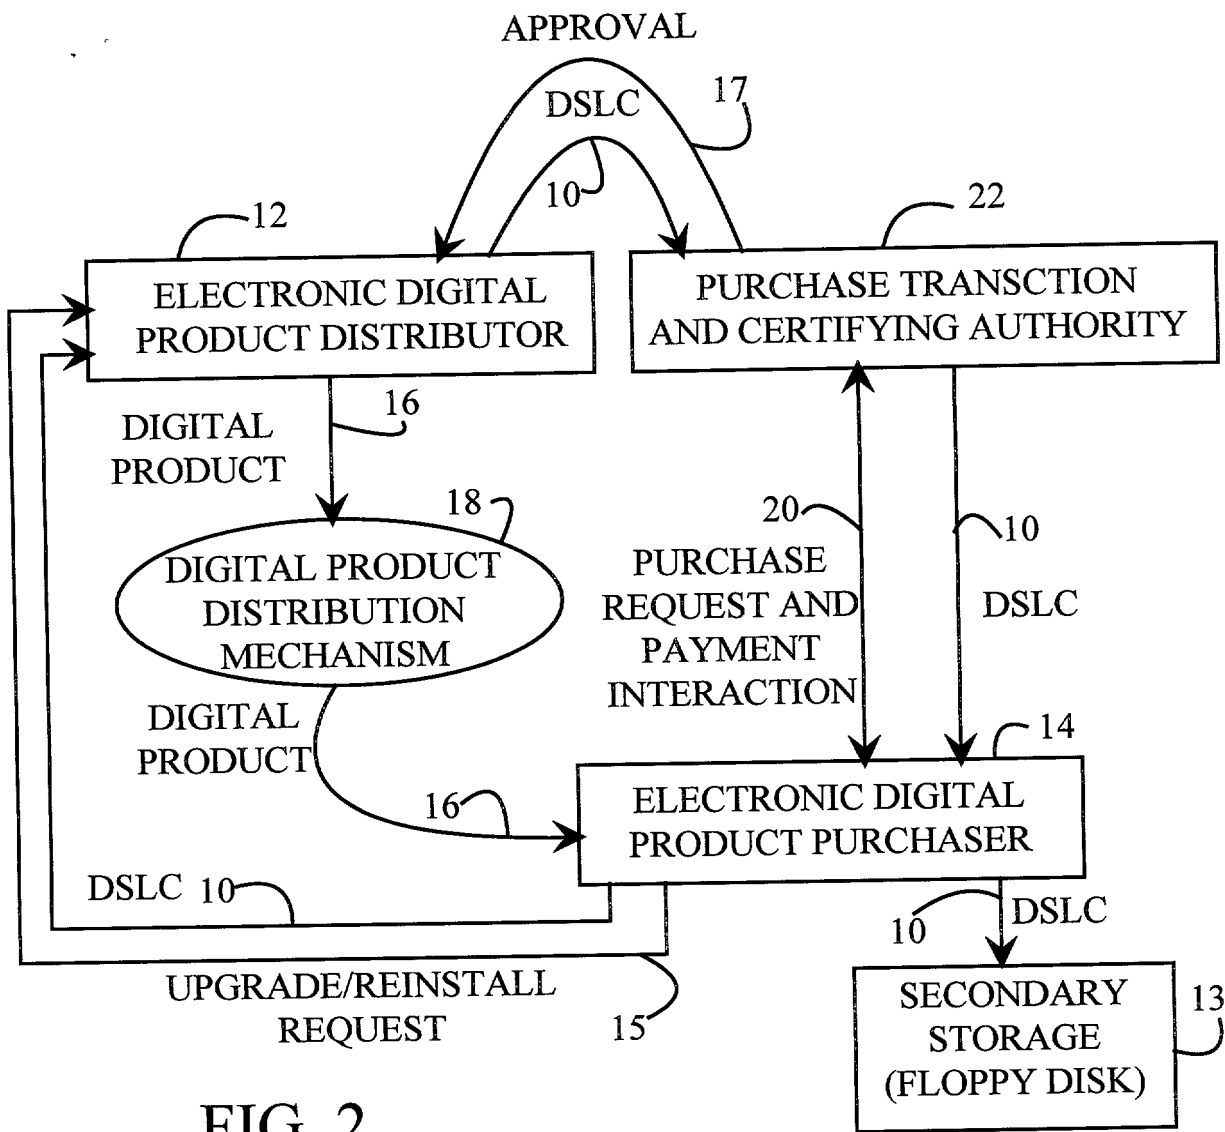 APPROVAL
DSLC
17
10
12
22
ELECTRONIC DIGITAL
PRODUCT DISTRIBUTOR
PURCHASE TRANSCTION
AND CERTIFYING AUTHORITY
16
DIGITAL
PRODUCT
18
DIGITAL PRODUCT
DISTRIBUTION
MECHANISM
20
PURCHASE
REQUEST AND
PAYMENT
INTERACTION
10
DSLC
DIGITAL
PRODUCT
14
16
ELECTRONIC DIGITAL
PRODUCT PURCHASER
DSLC 10
10
DSLC
UPGRADE/REINSTALL
REQUEST
15
SECONDARY
STORAGE
(FLOPPY DISK)
13
FIG. 2